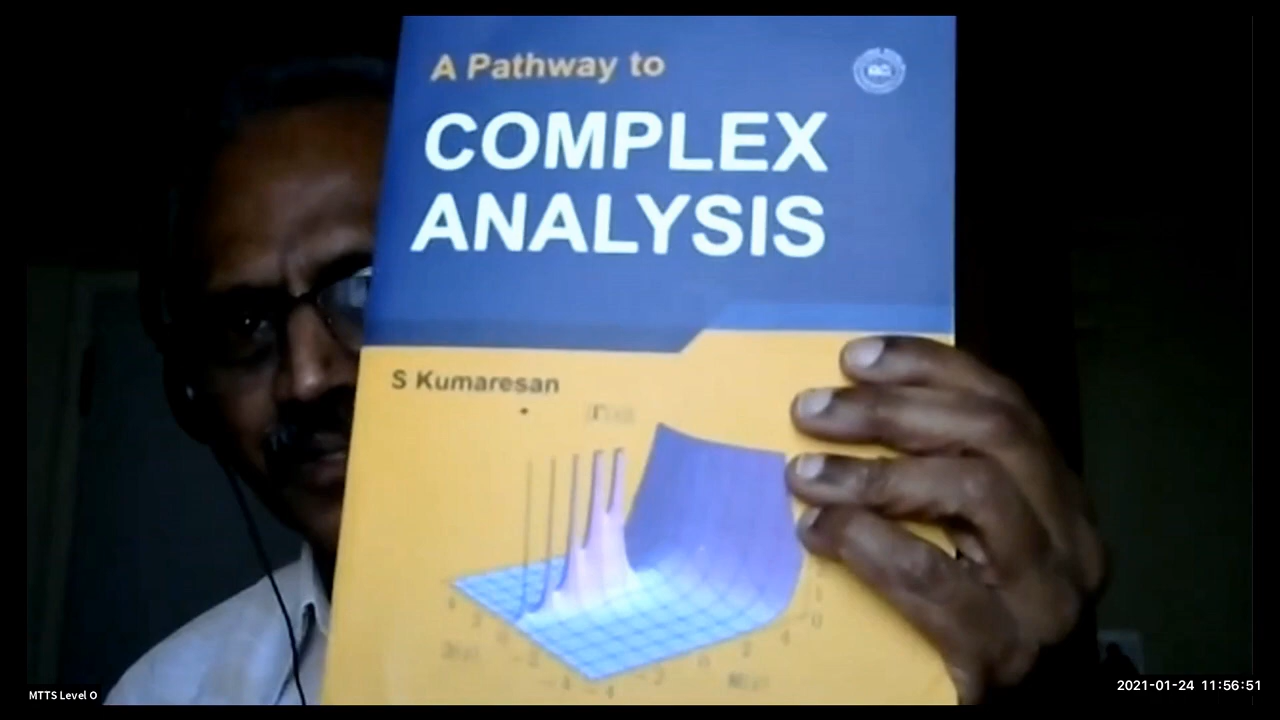 A Pathway to
COMPLEX
ANALYSIS
S Kumaresan
MTTS Level O
2021-01-24 11:56:51